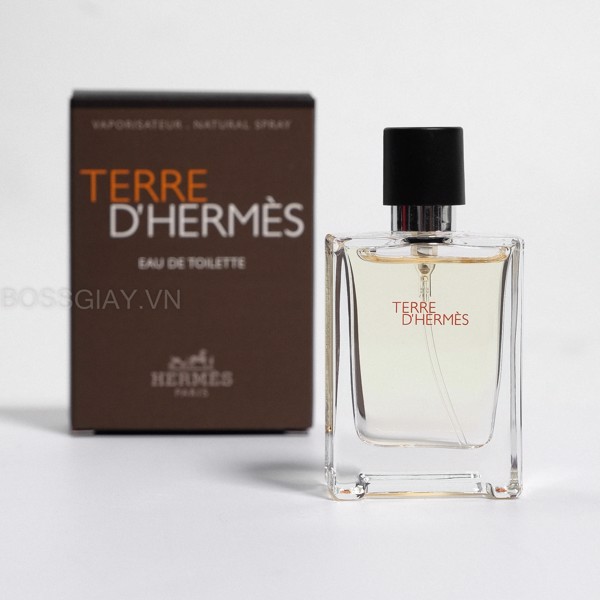 VAPORISATEUR . NATURAL SPRAY
TERRE
D'HERMÈS
EAU DE TOILETTE
HERMÈS
PARIS
BOSSGIAY.VN
TERRE
D'HERMÈS